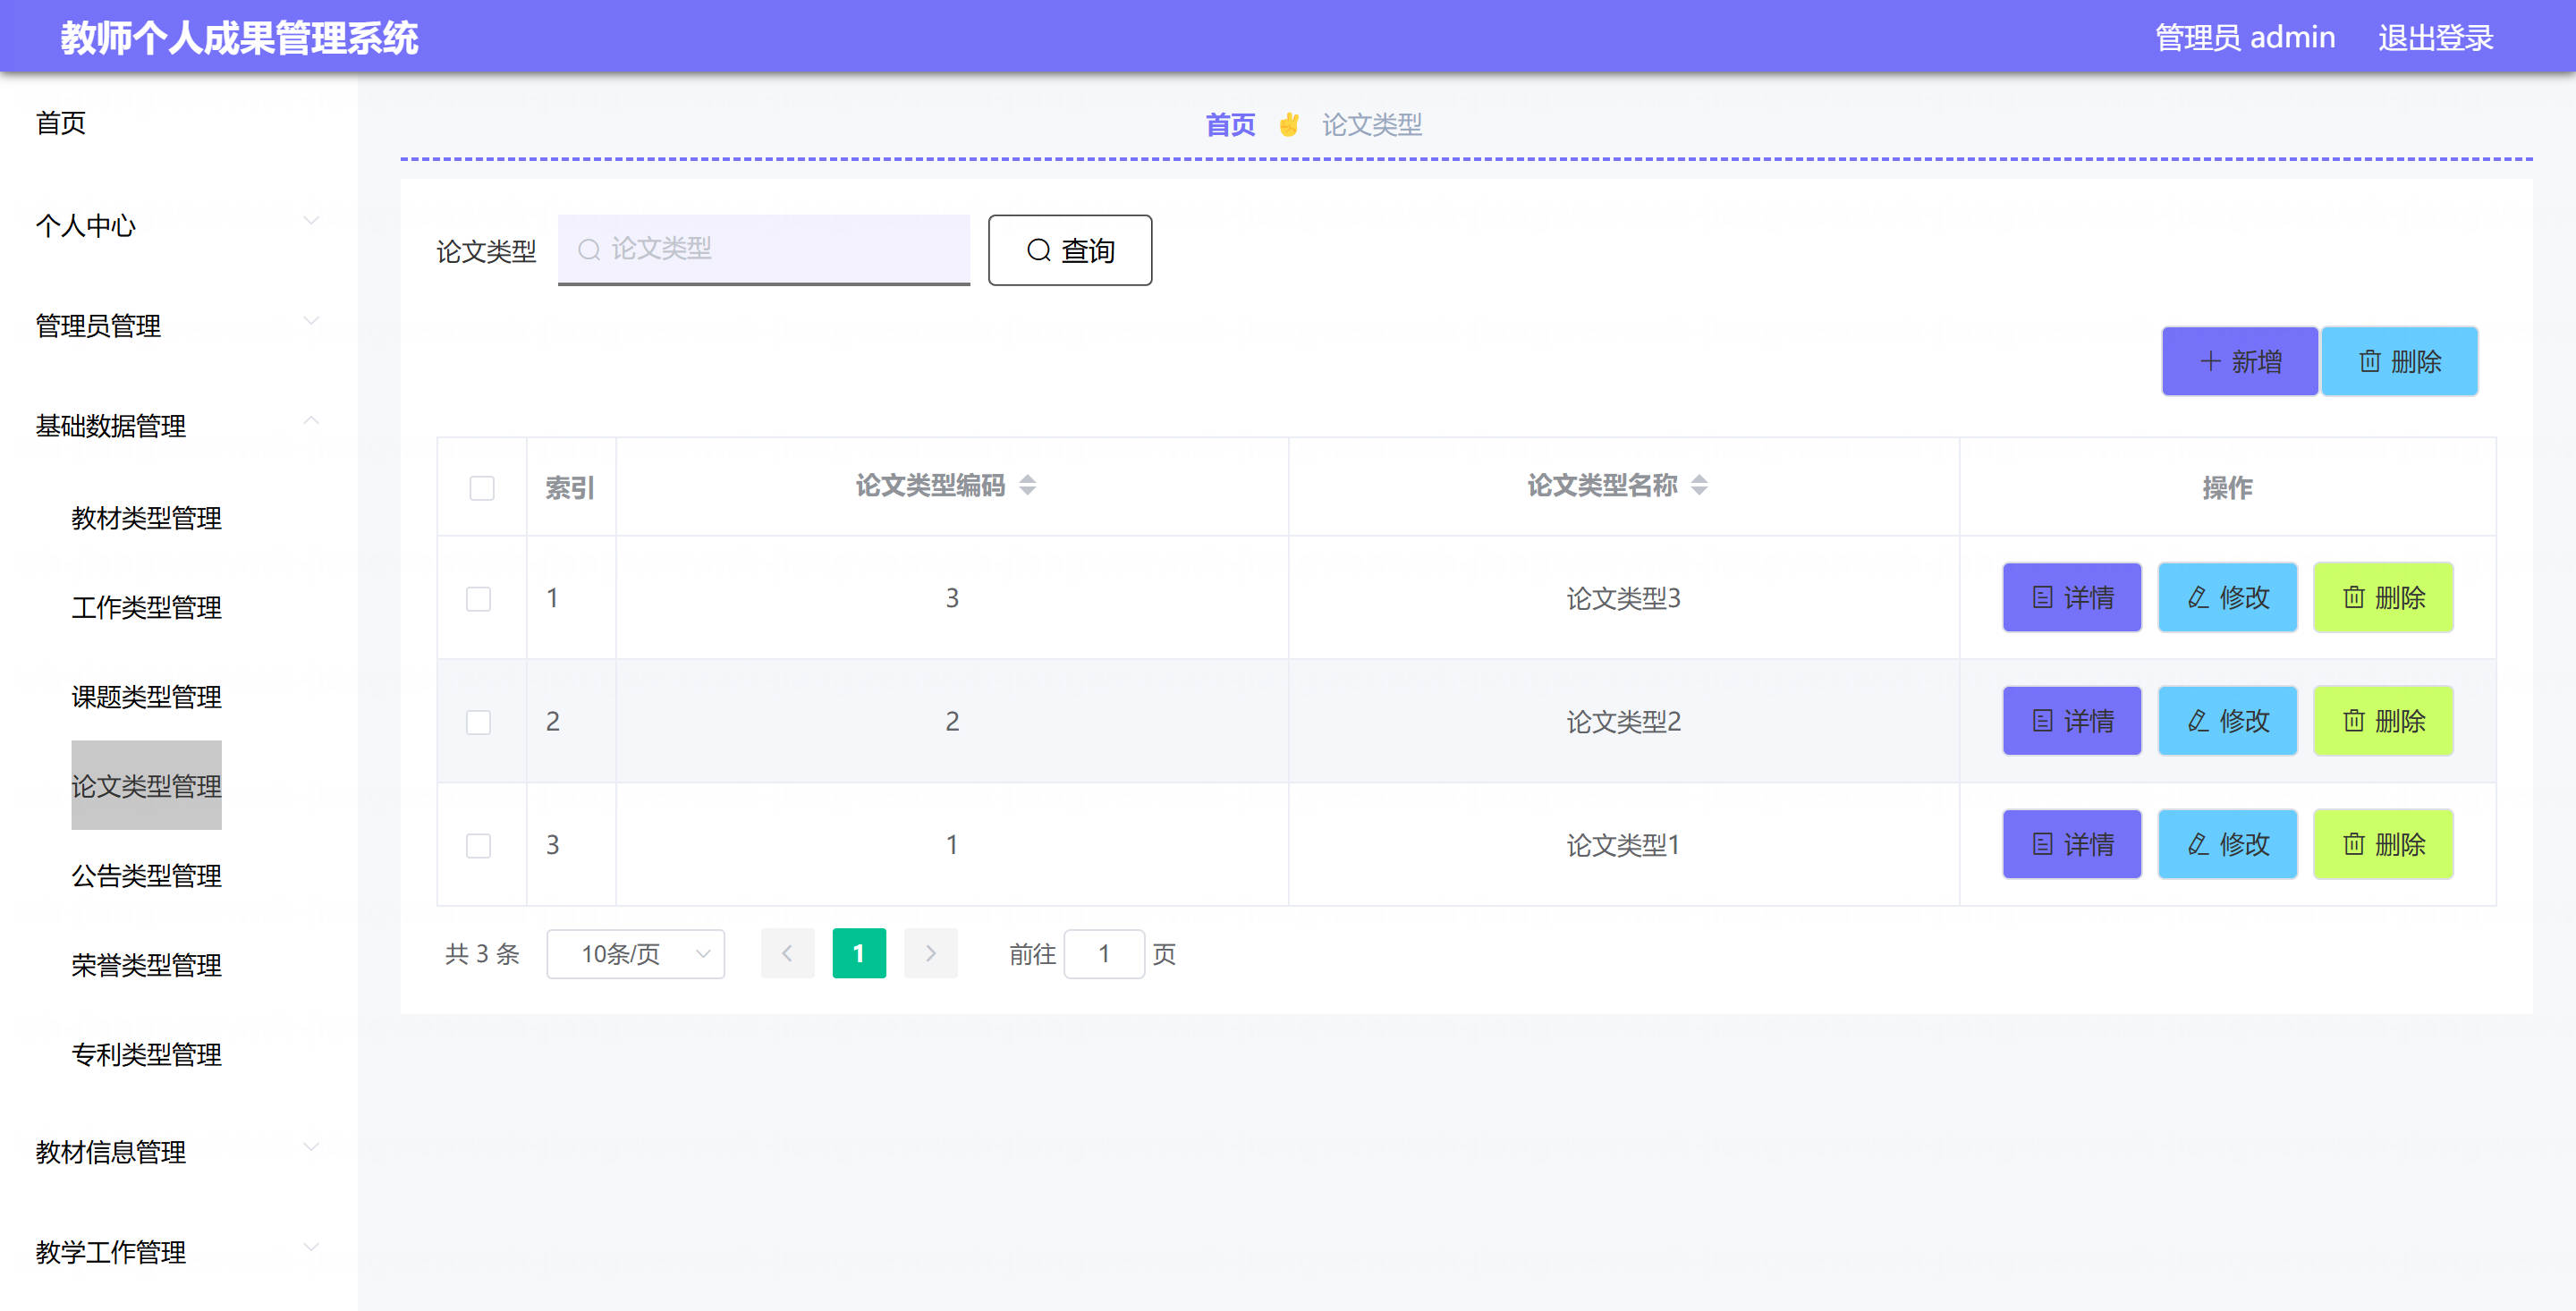 教师个人成果管理系统
管理员 admin 退出登录
首页
个人中心
管理员管理
基础数据管理
教材类型管理
工作类型管理
课题类型管理
论文类型管理
公告类型管理
荣誉类型管理
专利类型管理
教材信息管理
教学工作管理
首页 论文类型
论文类型 论文类型 查询
新增 删除
索引 论文类型编码 论文类型名称 操作
1 3 论文类型3 详情 修改 删除
2 2 论文类型2 详情 修改 删除
3 1 论文类型1 详情 修改 删除
共 3 条 10条/页 1 前往 1 页